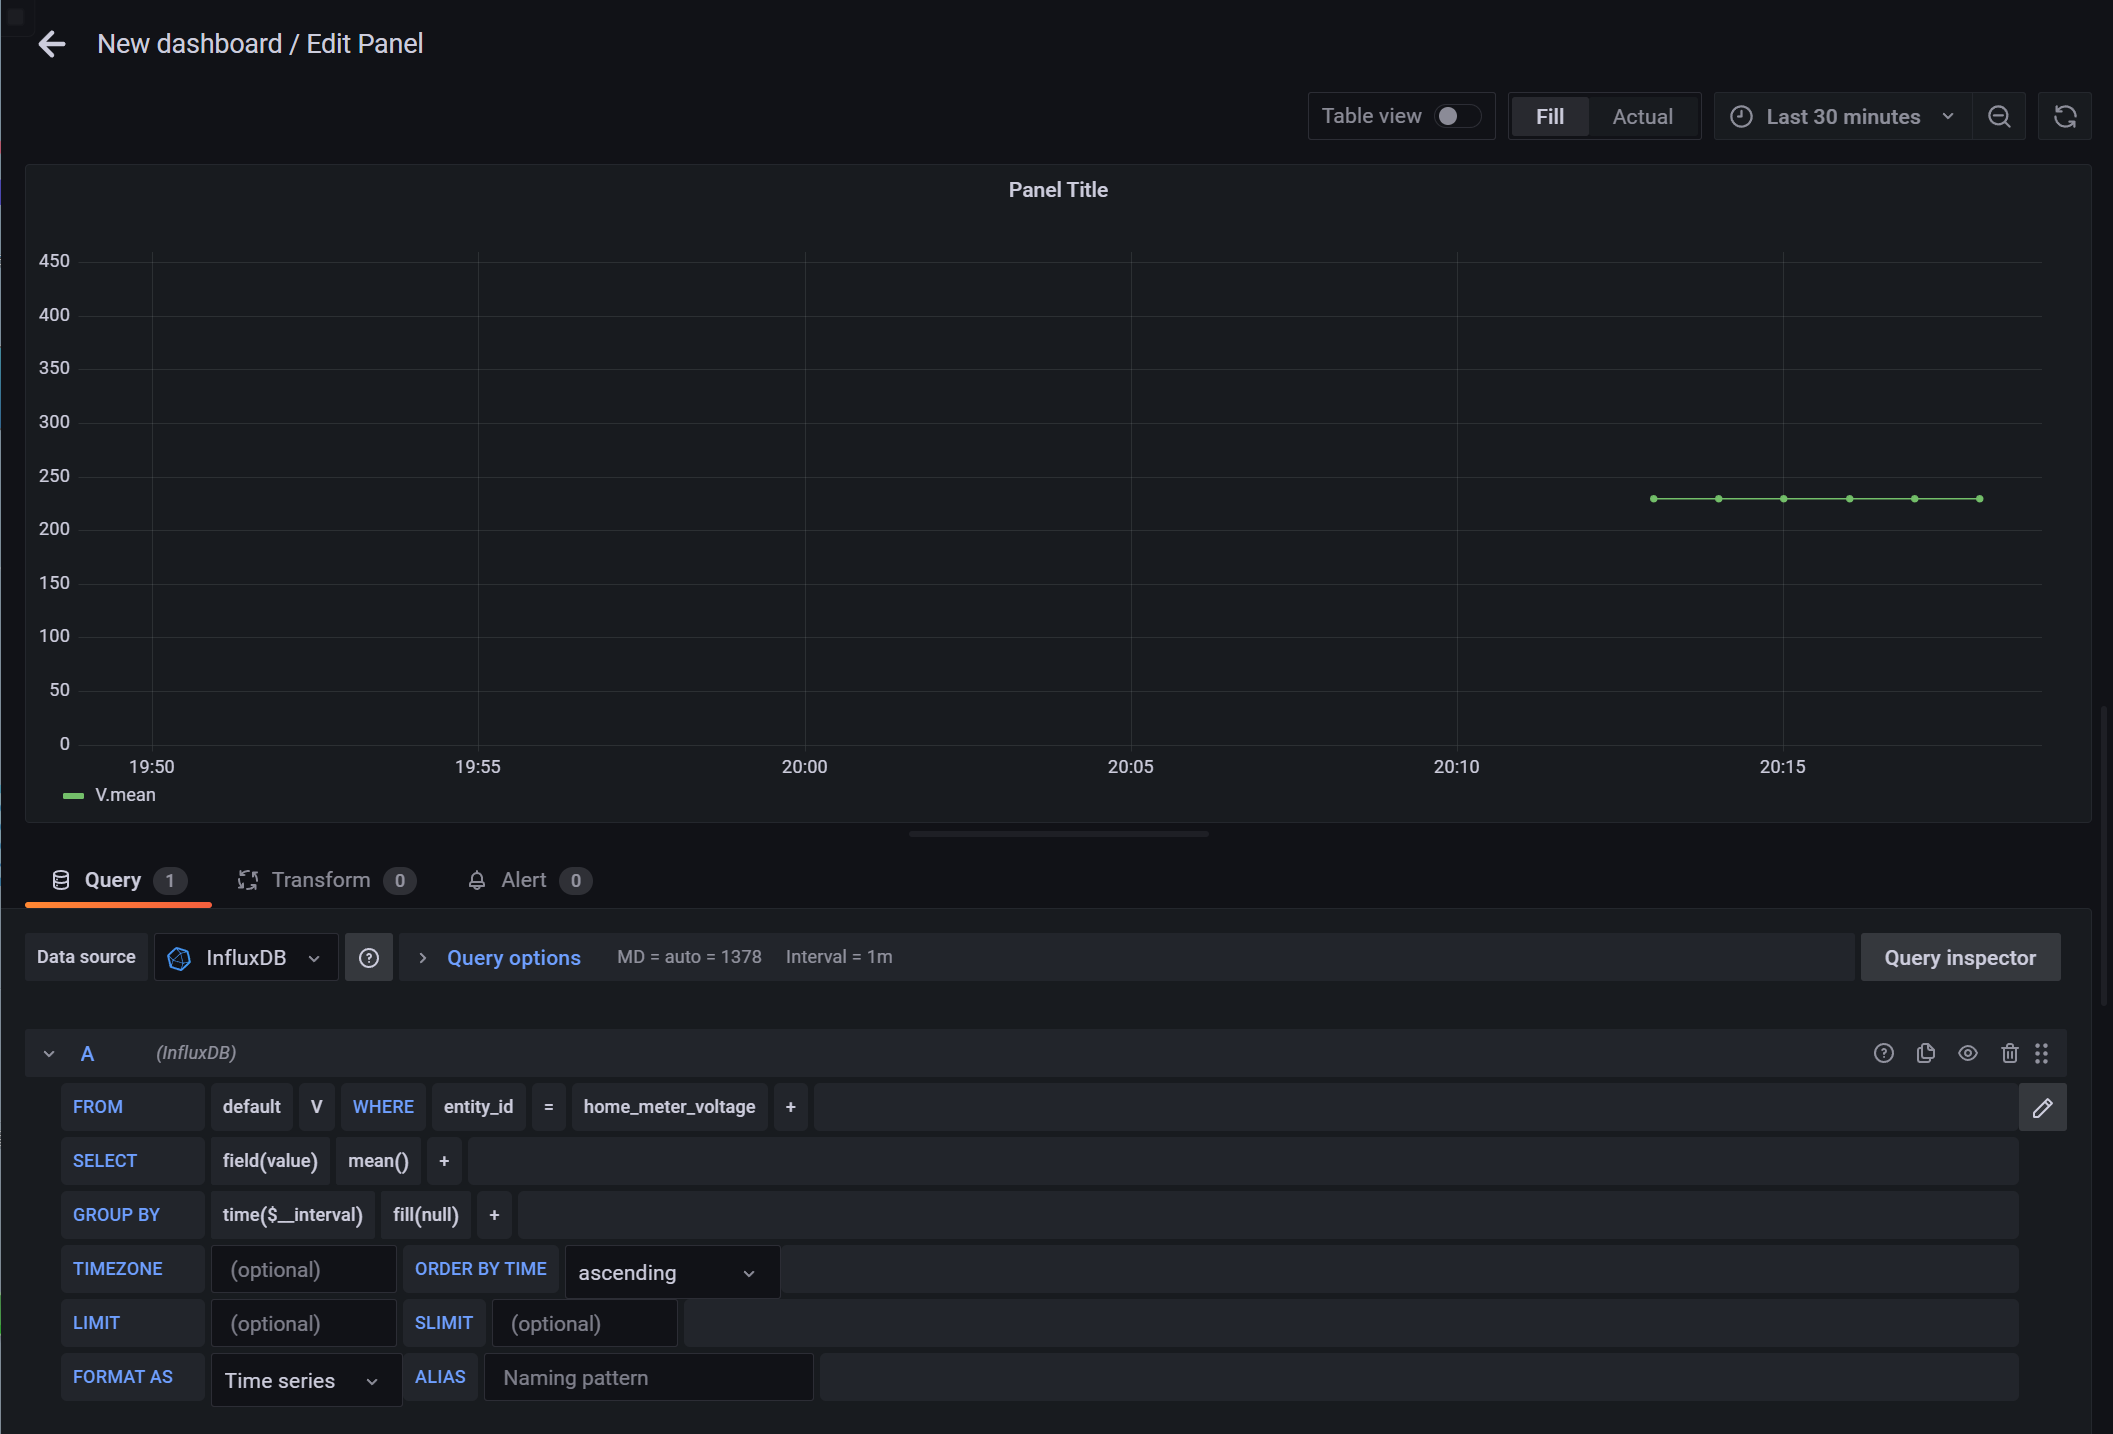 New dashboard / Edit Panel
Table view Fill Actual Last 30 minutes
Panel Title
450
400
350
300
250
200
150
100
50
0
19:50 19:55 20:00 20:05 20:10 20:15
V.mean
Query 1 Transform 0 Alert 0
Data source InfluxDB Query options MD = auto = 1378 Interval = 1m Query inspector
A (InfluxDB)
FROM default V WHERE entity_id = home_meter_voltage +
SELECT field(value) mean() +
GROUP BY time($__interval) fill(null) +
TIMEZONE (optional) ORDER BY TIME ascending
LIMIT (optional) SLIMIT (optional)
FORMAT AS Time series ALIAS Naming pattern